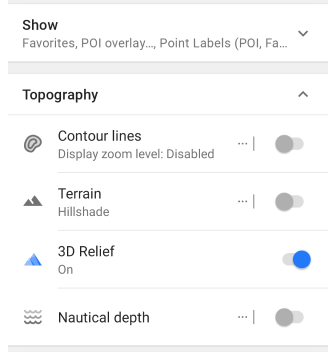 Show
Favorites, POI overlay..., Point Labels (POI, Fa...
Topography
Contour lines
Display zoom level: Disabled
Terrain
Hillshade
3D Relief
On
Nautical depth